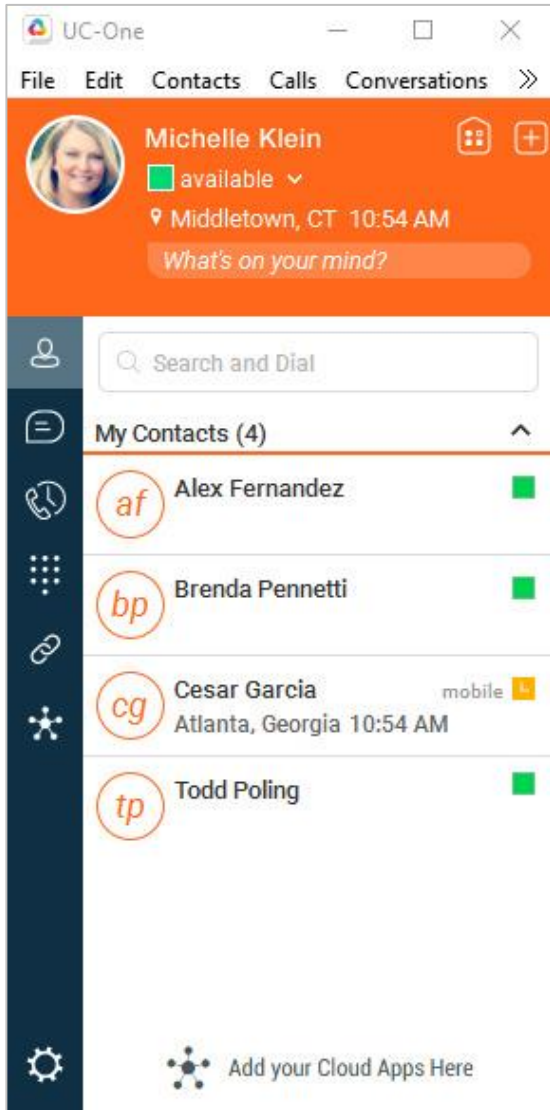 UC-One
File Edit Contacts Calls Conversations
Michelle Klein
available
Middletown, CT 10:54 AM
What's on your mind?
Search and Dial
My Contacts (4)
af Alex Fernandez
bp Brenda Pennetti
cg Cesar Garcia mobile
Atlanta, Georgia 10:54 AM
tp Todd Poling
Add your Cloud Apps Here